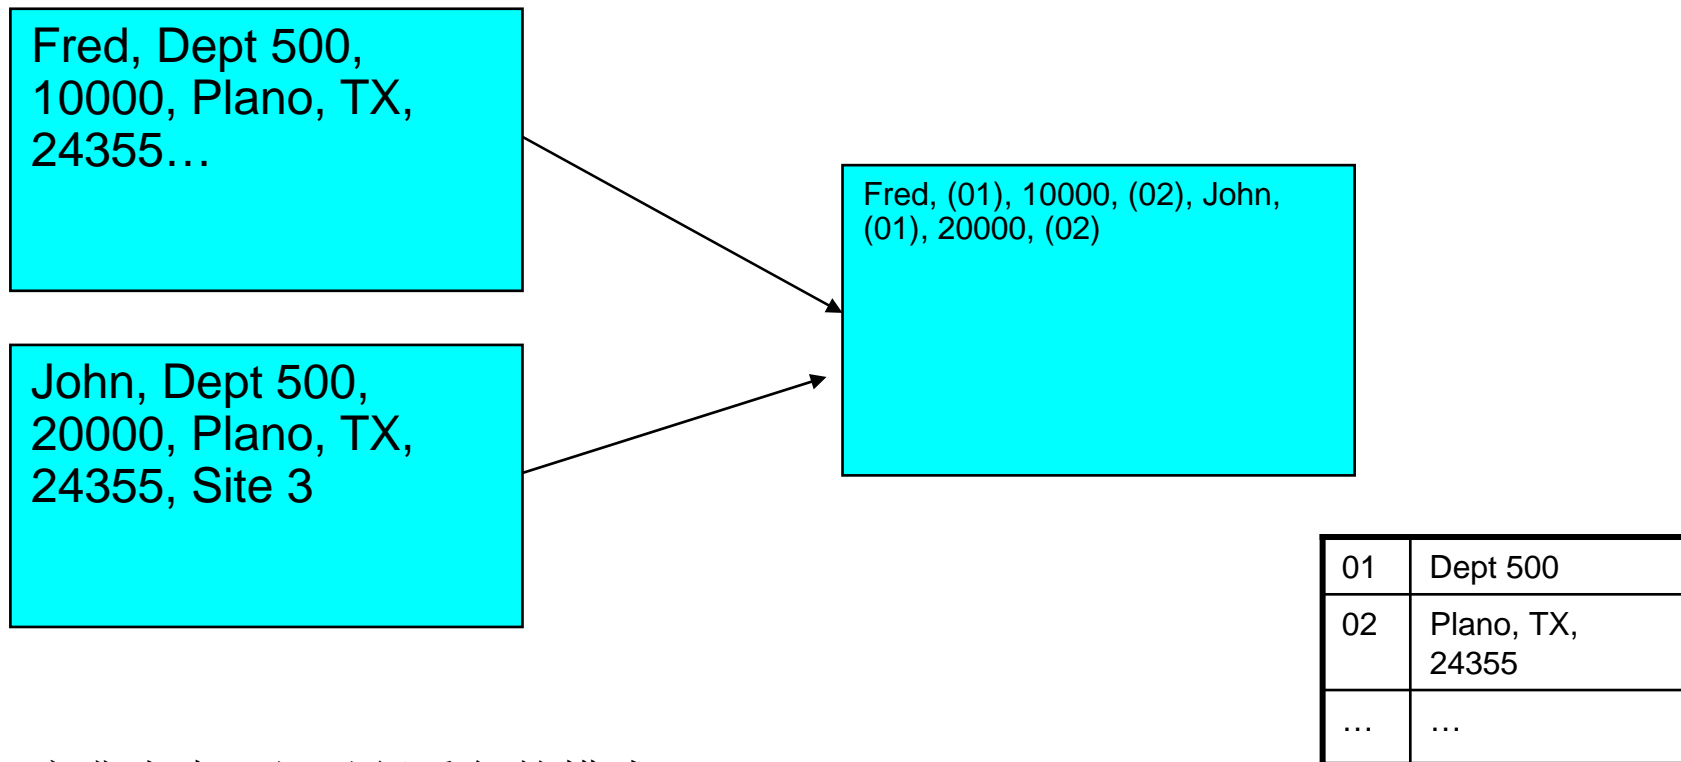 Fred, Dept 500,
10000, Plano, TX,
24355…
John, Dept 500,
20000, Plano, TX,
24355, Site 3
Fred, (01), 10000, (02), John,
(01), 20000, (02)
01 Dept 500
02 Plano, TX,
24355
… …